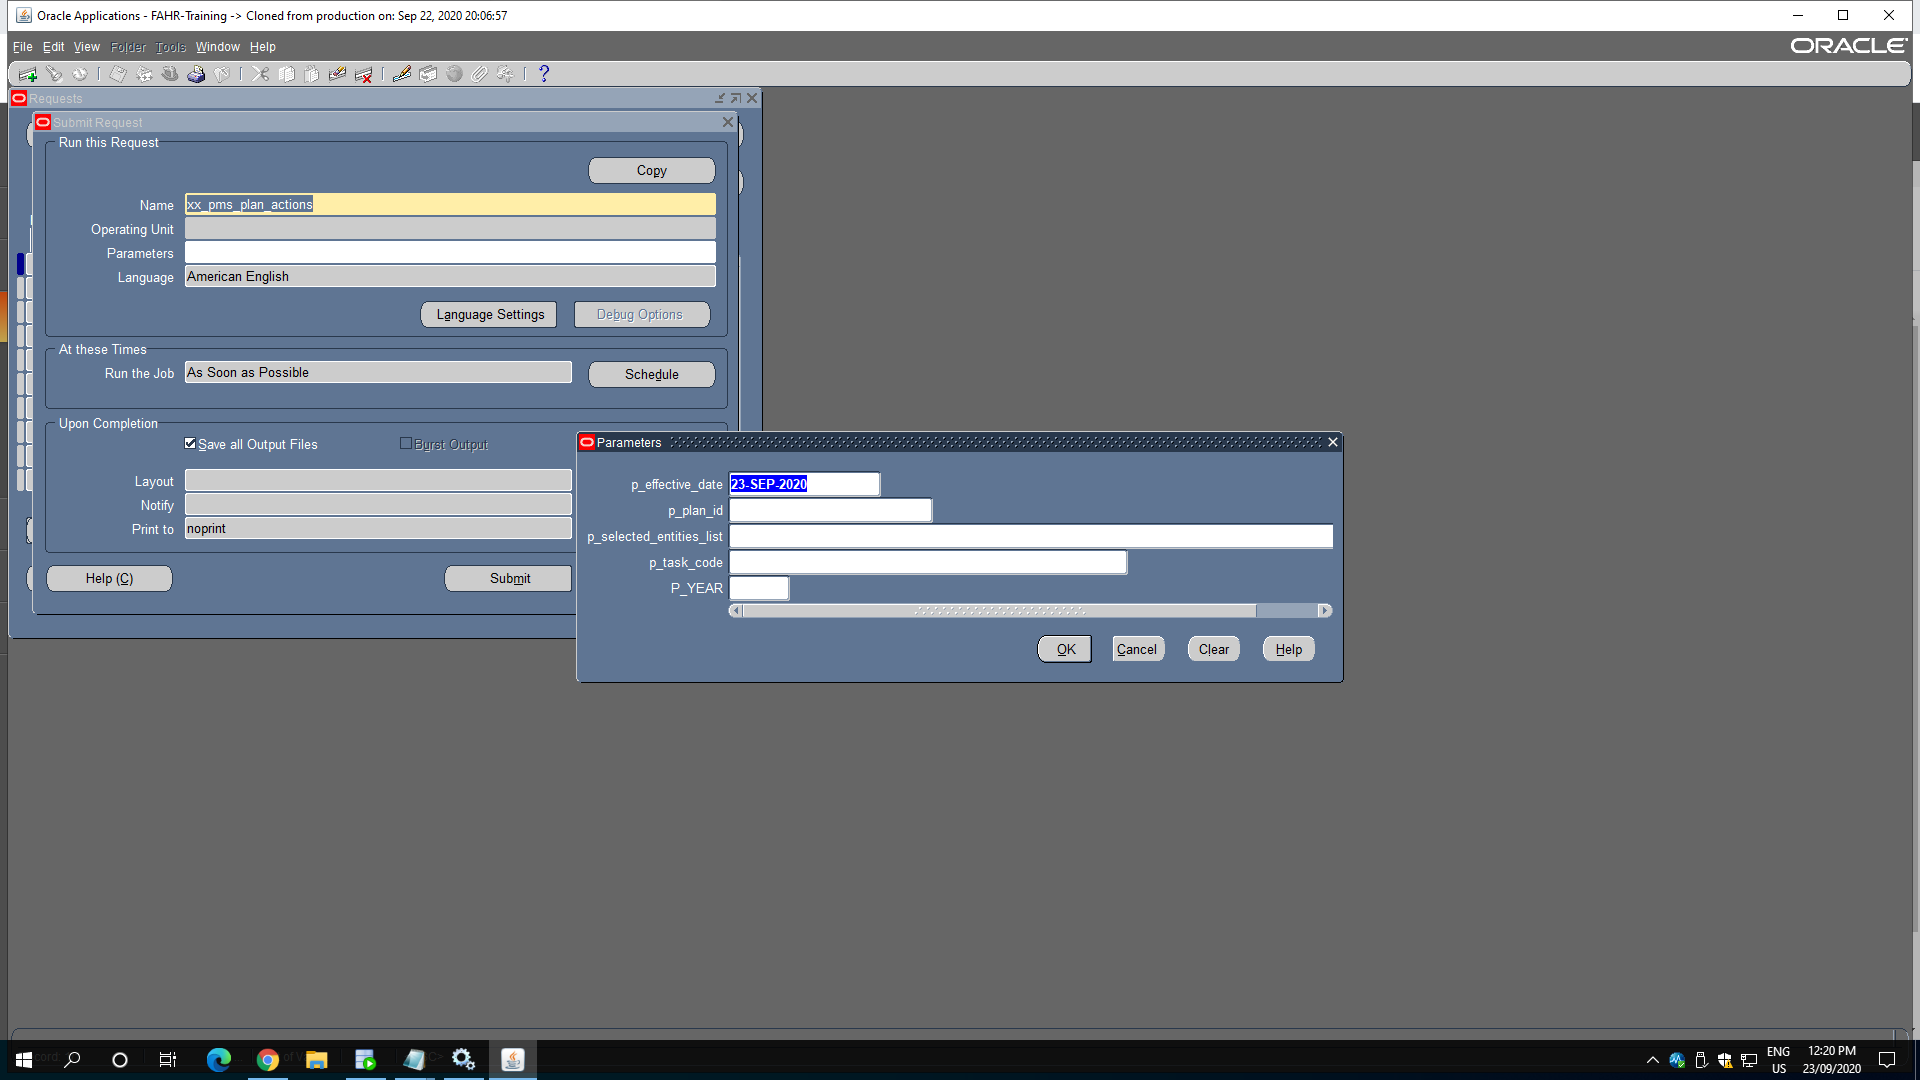 Oracle Applications - FAHR-Training -> Cloned from production on: Sep 22, 2020 20:06:57
File Edit View Folder Tools Window Help
ORACLE
Requests
Submit Request
Run this Request
Copy
Name xx_pms_plan_actions
Operating Unit
Parameters
Language American English
Language Settings Debug Options
At these Times
Run the Job As Soon as Possible Schedule
Upon Completion
Save all Output Files Burst Output
Layout
Notify
Print to noprint
Help (C) Submit
Parameters
p_effective_date 23-SEP-2020
p_plan_id
p_selected_entities_list
p_task_code
P_YEAR
OK Cancel Clear Help
ENG
US
12:20 PM
23/09/2020